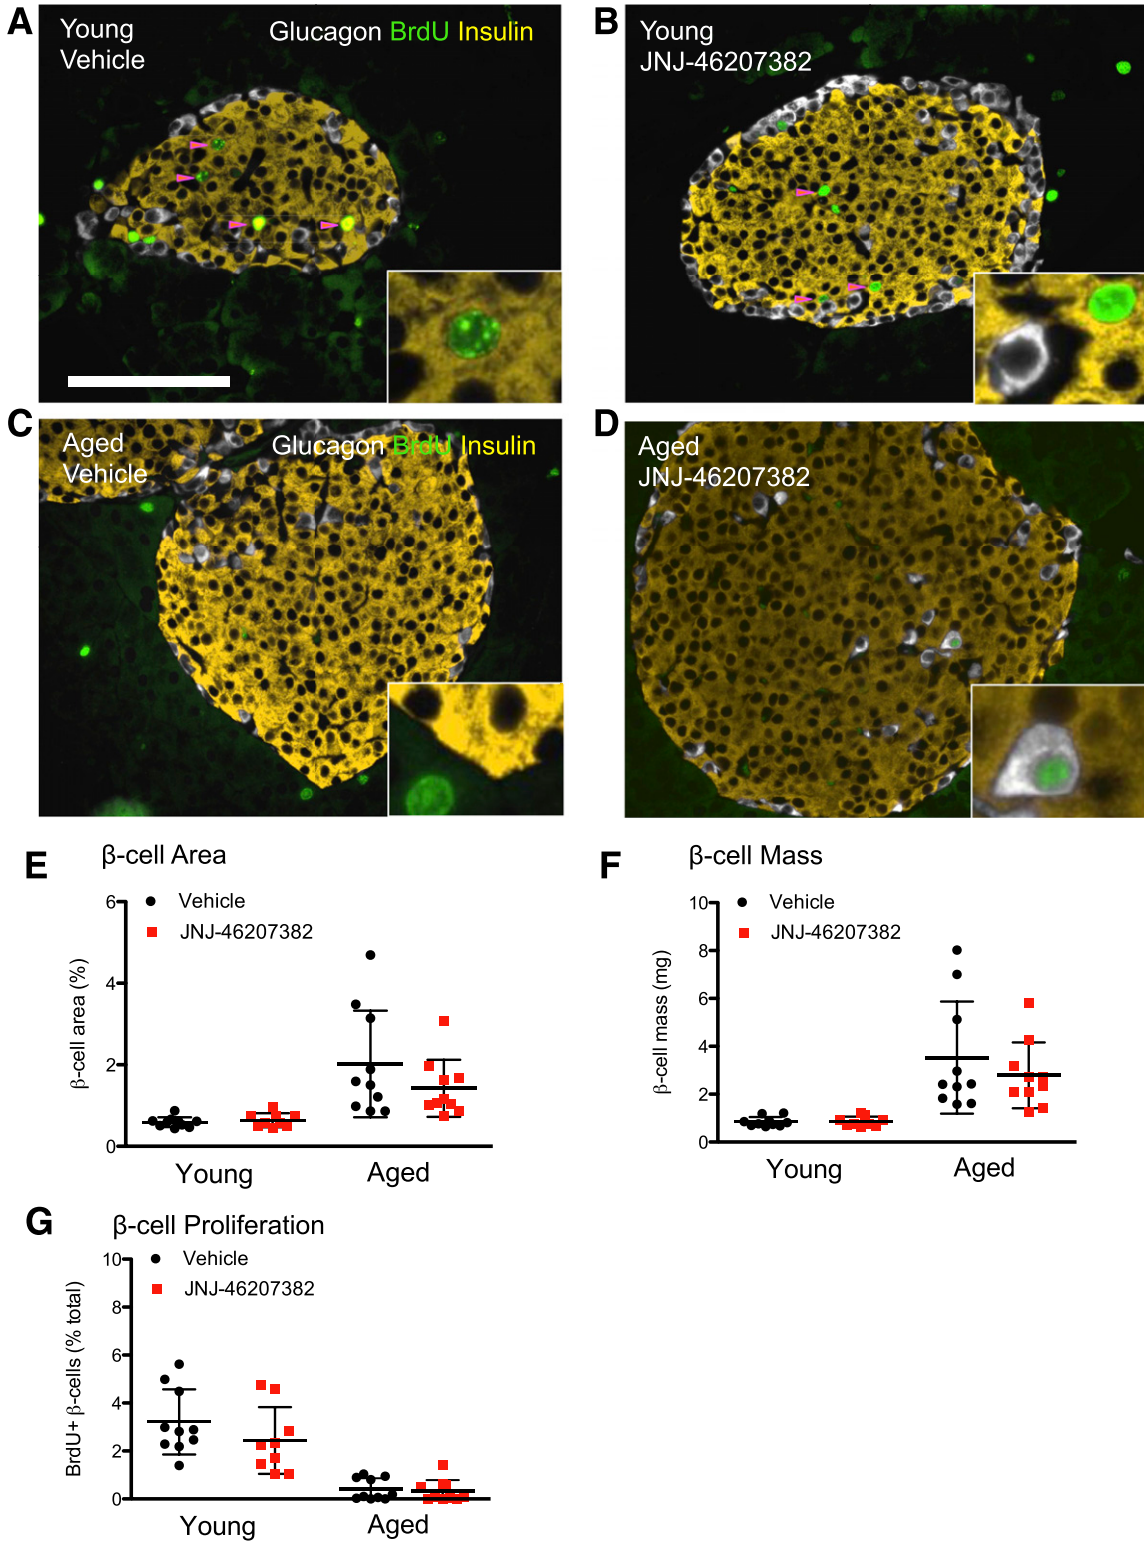 A
Young
Vehicle
Glucagon BrdU Insulin
B
Young
JNJ-46207382
C
Aged
Vehicle
Glucagon BrdU Insulin
D
Aged
JNJ-46207382
E
β-cell Area
Vehicle
JNJ-46207382
β-cell area (%)
6
4
2
0
Young
Aged
F
β-cell Mass
Vehicle
JNJ-46207382
β-cell mass (mg)
10
8
6
4
2
0
Young
Aged
G
β-cell Proliferation
Vehicle
JNJ-46207382
BrdU+ β-cells (% total)
10
8
6
4
2
0
Young
Aged